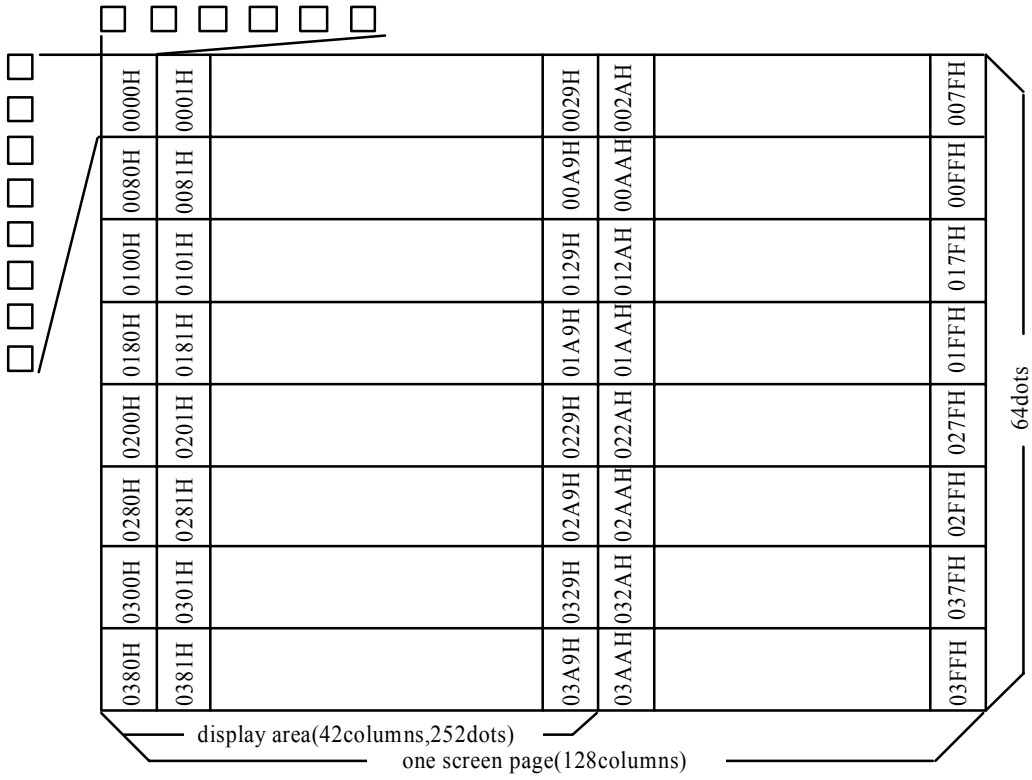 0000H 0001H 0029H 002AH 007FH
0080H 0081H 00A9H 00AAH 00FFH
0100H 0101H 0129H 012AH 017FH
0180H 0181H 01A9H 01AAH 01FFH
0200H 0201H 0229H 022AH 027FH
0280H 0281H 02A9H 02AAH 02FFH
0300H 0301H 0329H 032AH 037FH
0380H 0381H 03A9H 03AAH 03FFH
64dots
display area(42columns,252dots)
one screen page(128columns)